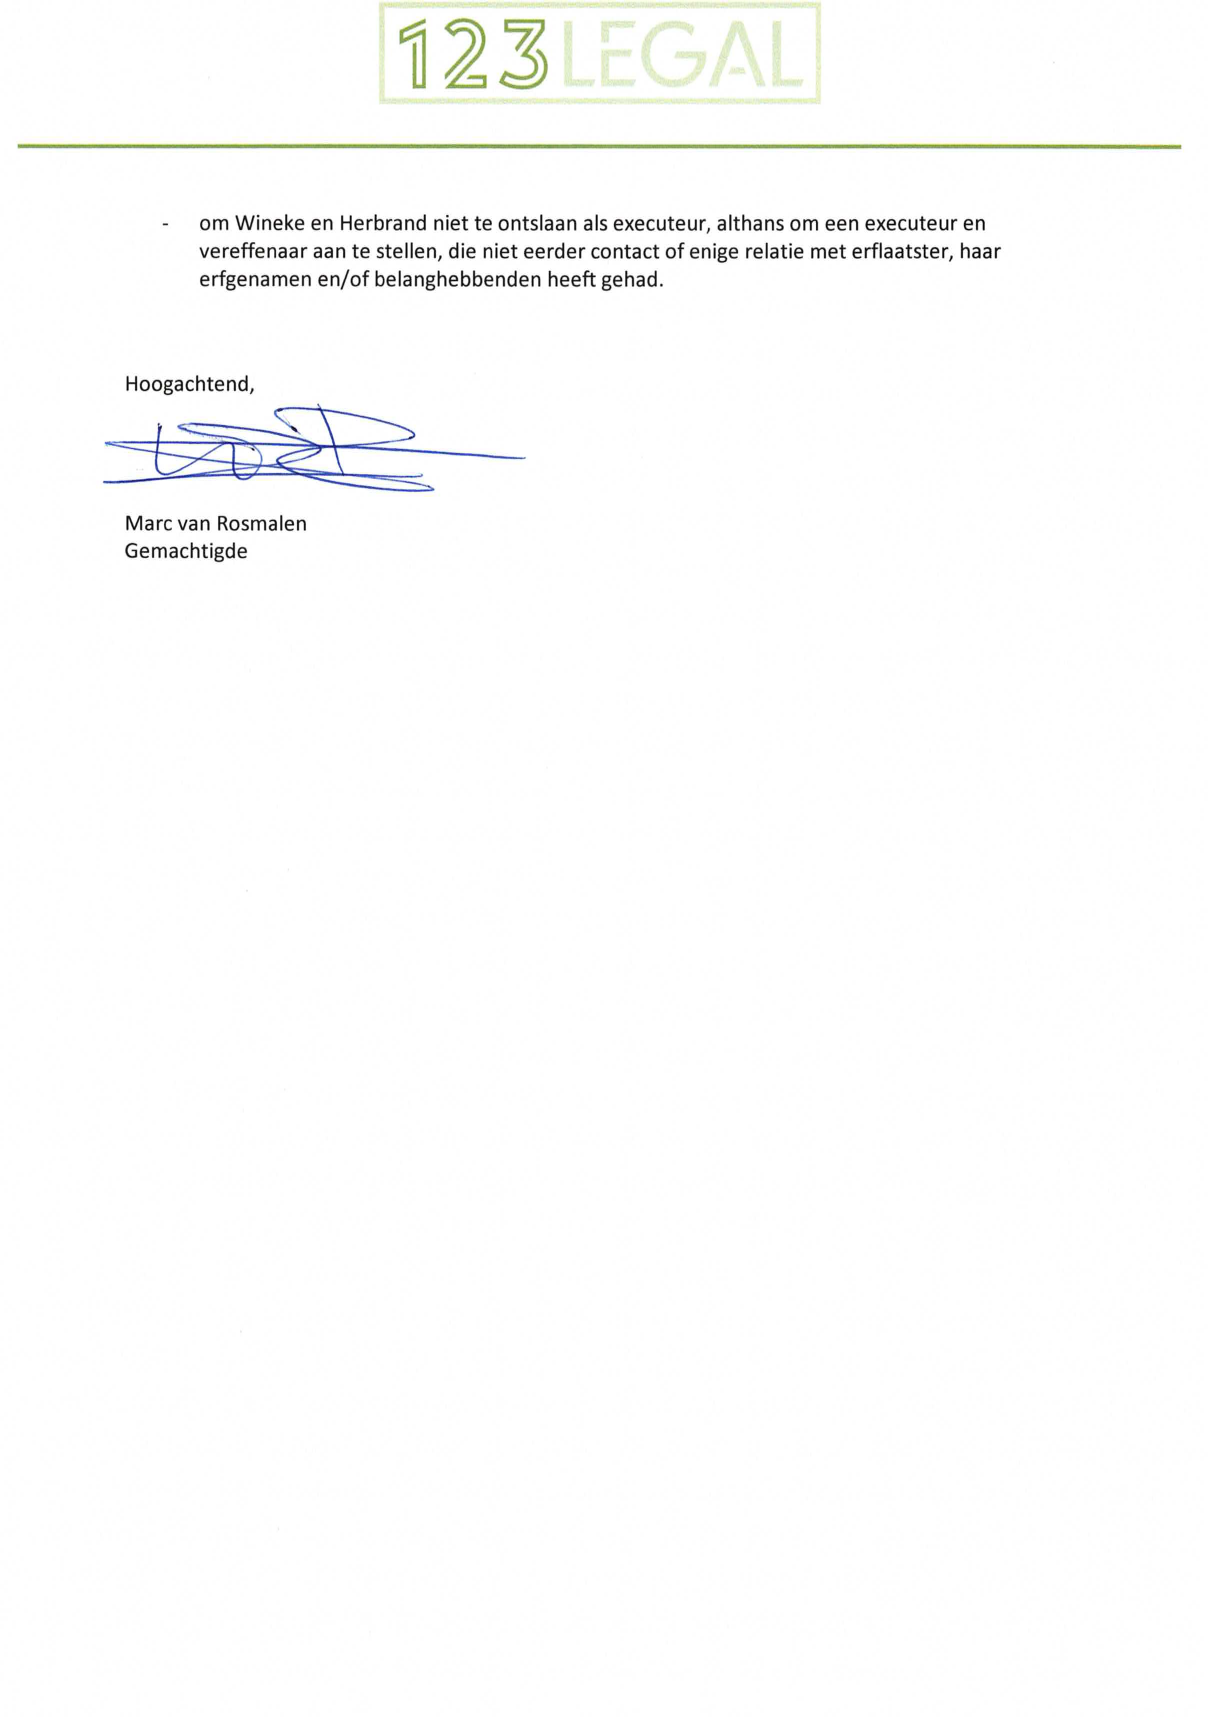 123LEGAL
- om Wineke en Herbrand niet te ontslaan als executeur, althans om een executeur en
vereffenaar aan te stellen, die niet eerder contact of enige relatie met erflaatster, haar
erfgenamen en/of belanghebbenden heeft gehad.
Hoogachtend,
Marc van Rosmalen
Gemachtigde